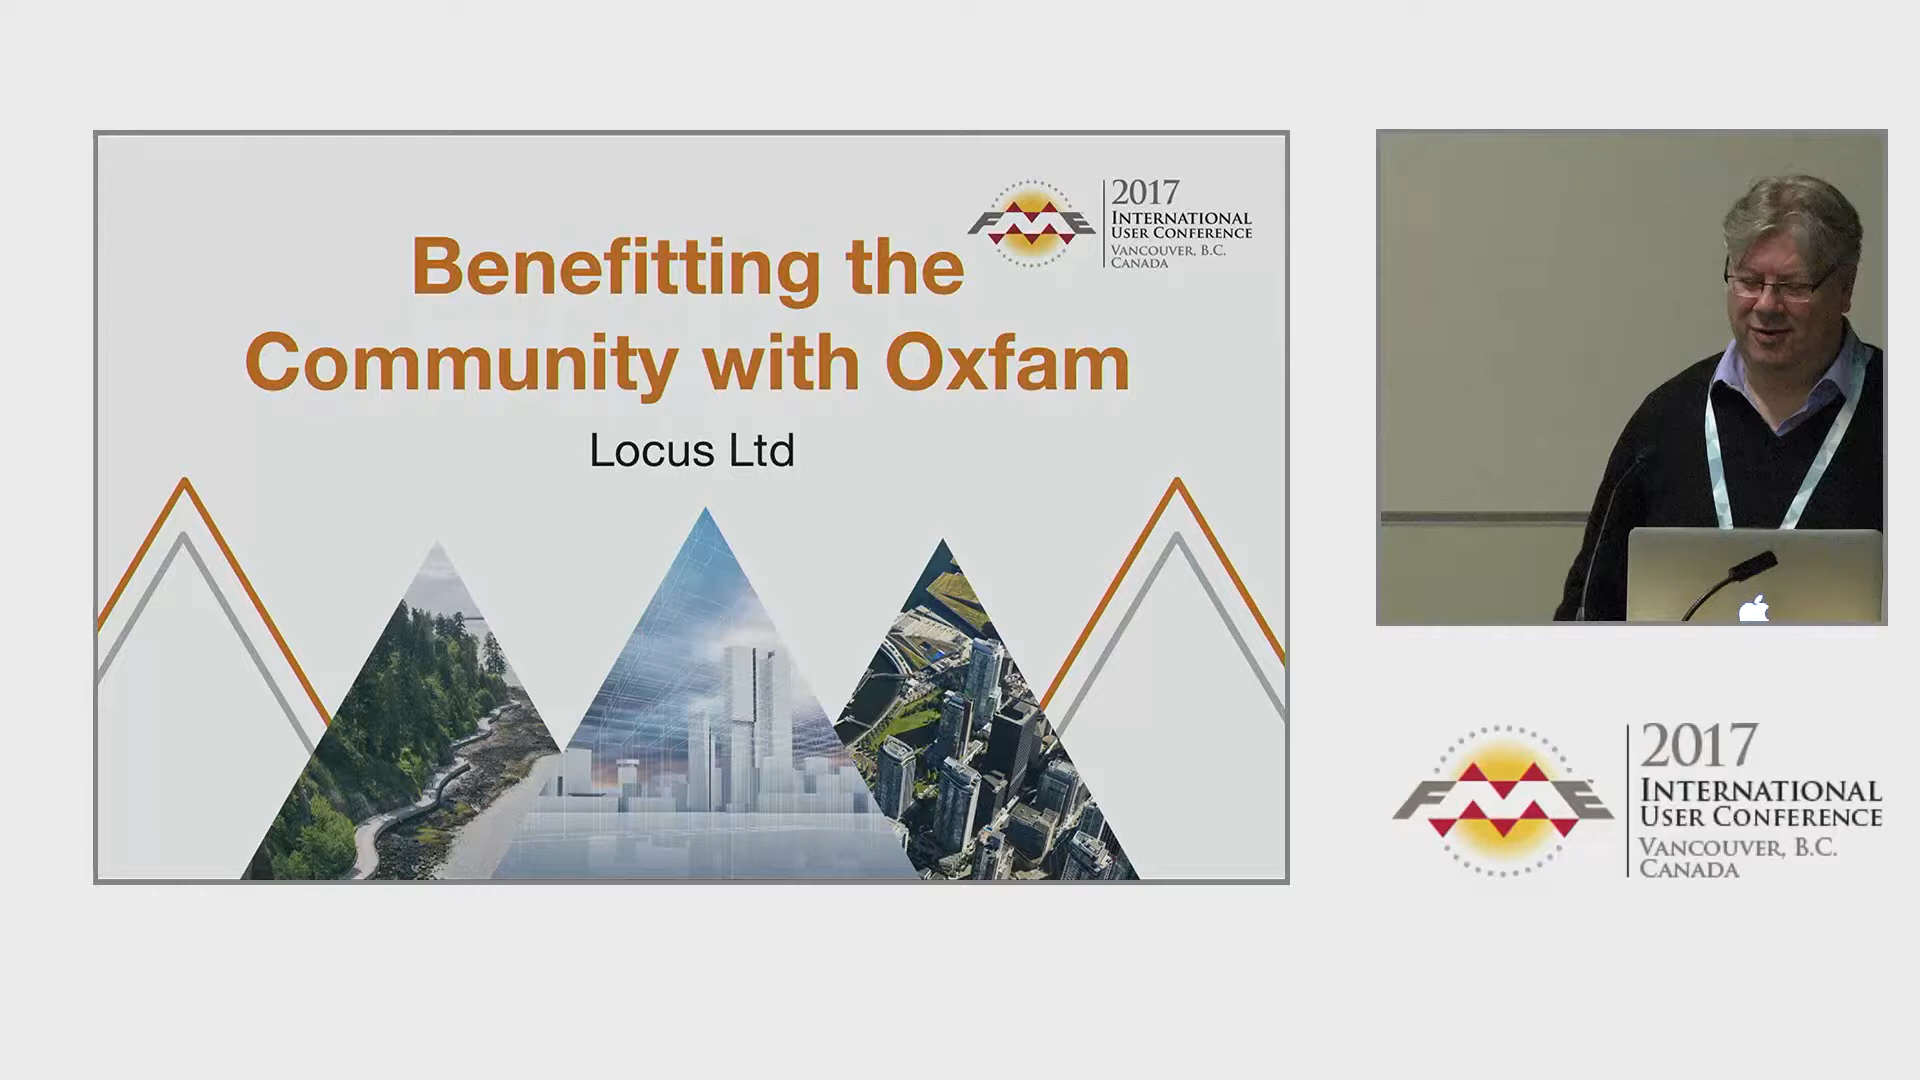 Benefitting the
Community with Oxfam
Locus Ltd
FME
2017
INTERNATIONAL
USER CONFERENCE
VANCOUVER, B.C.
CANADA
FME
2017
INTERNATIONAL
USER CONFERENCE
VANCOUVER, B.C.
CANADA